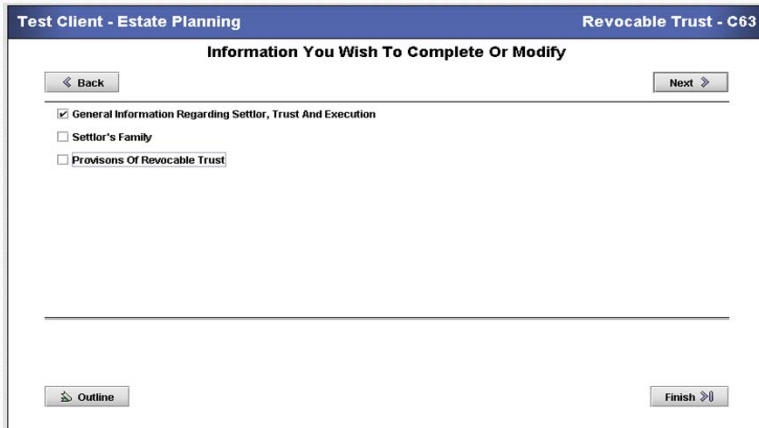 Test Client - Estate Planning Revocable Trust - C63
Information You Wish To Complete Or Modify
Back Next
General Information Regarding Settlor, Trust And Execution
Settlor's Family
Provisons Of Revocable Trust
Outline Finish